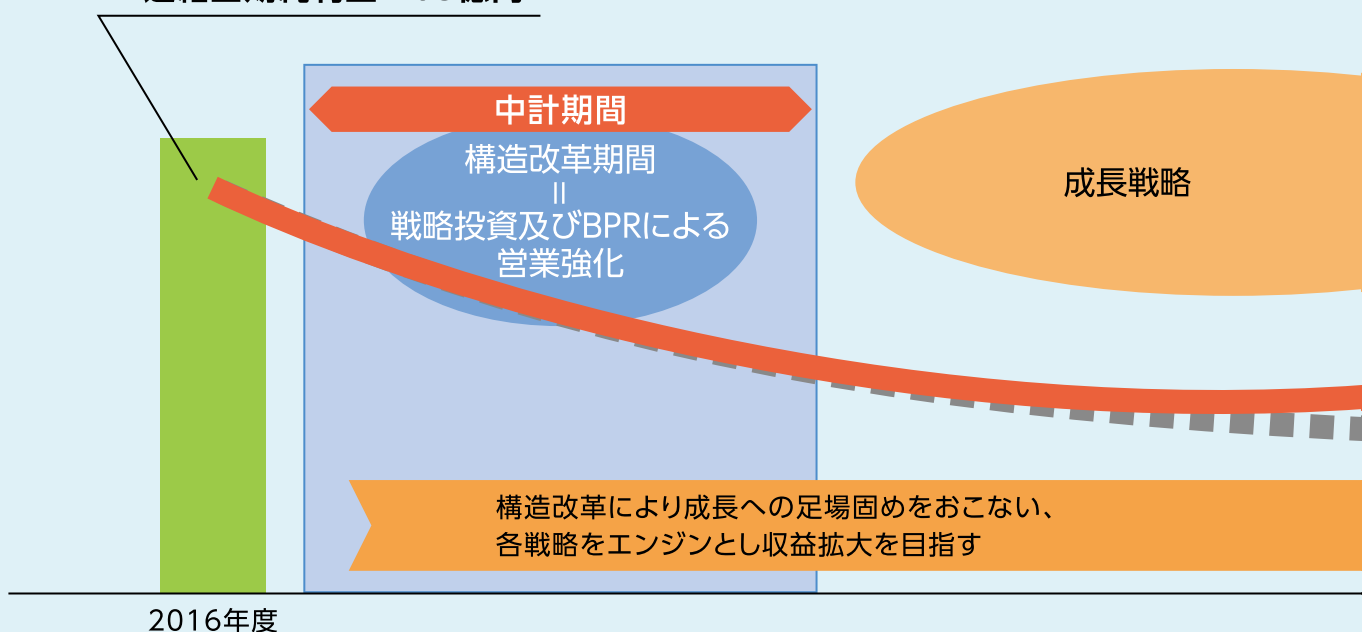 中計期間
構造改革期間
=
戦略投資及びBPRによる
営業強化
成長戦略
構造改革により成長への足場固めをおこない、
各戦略をエンジンとし収益拡大を目指す
2016年度